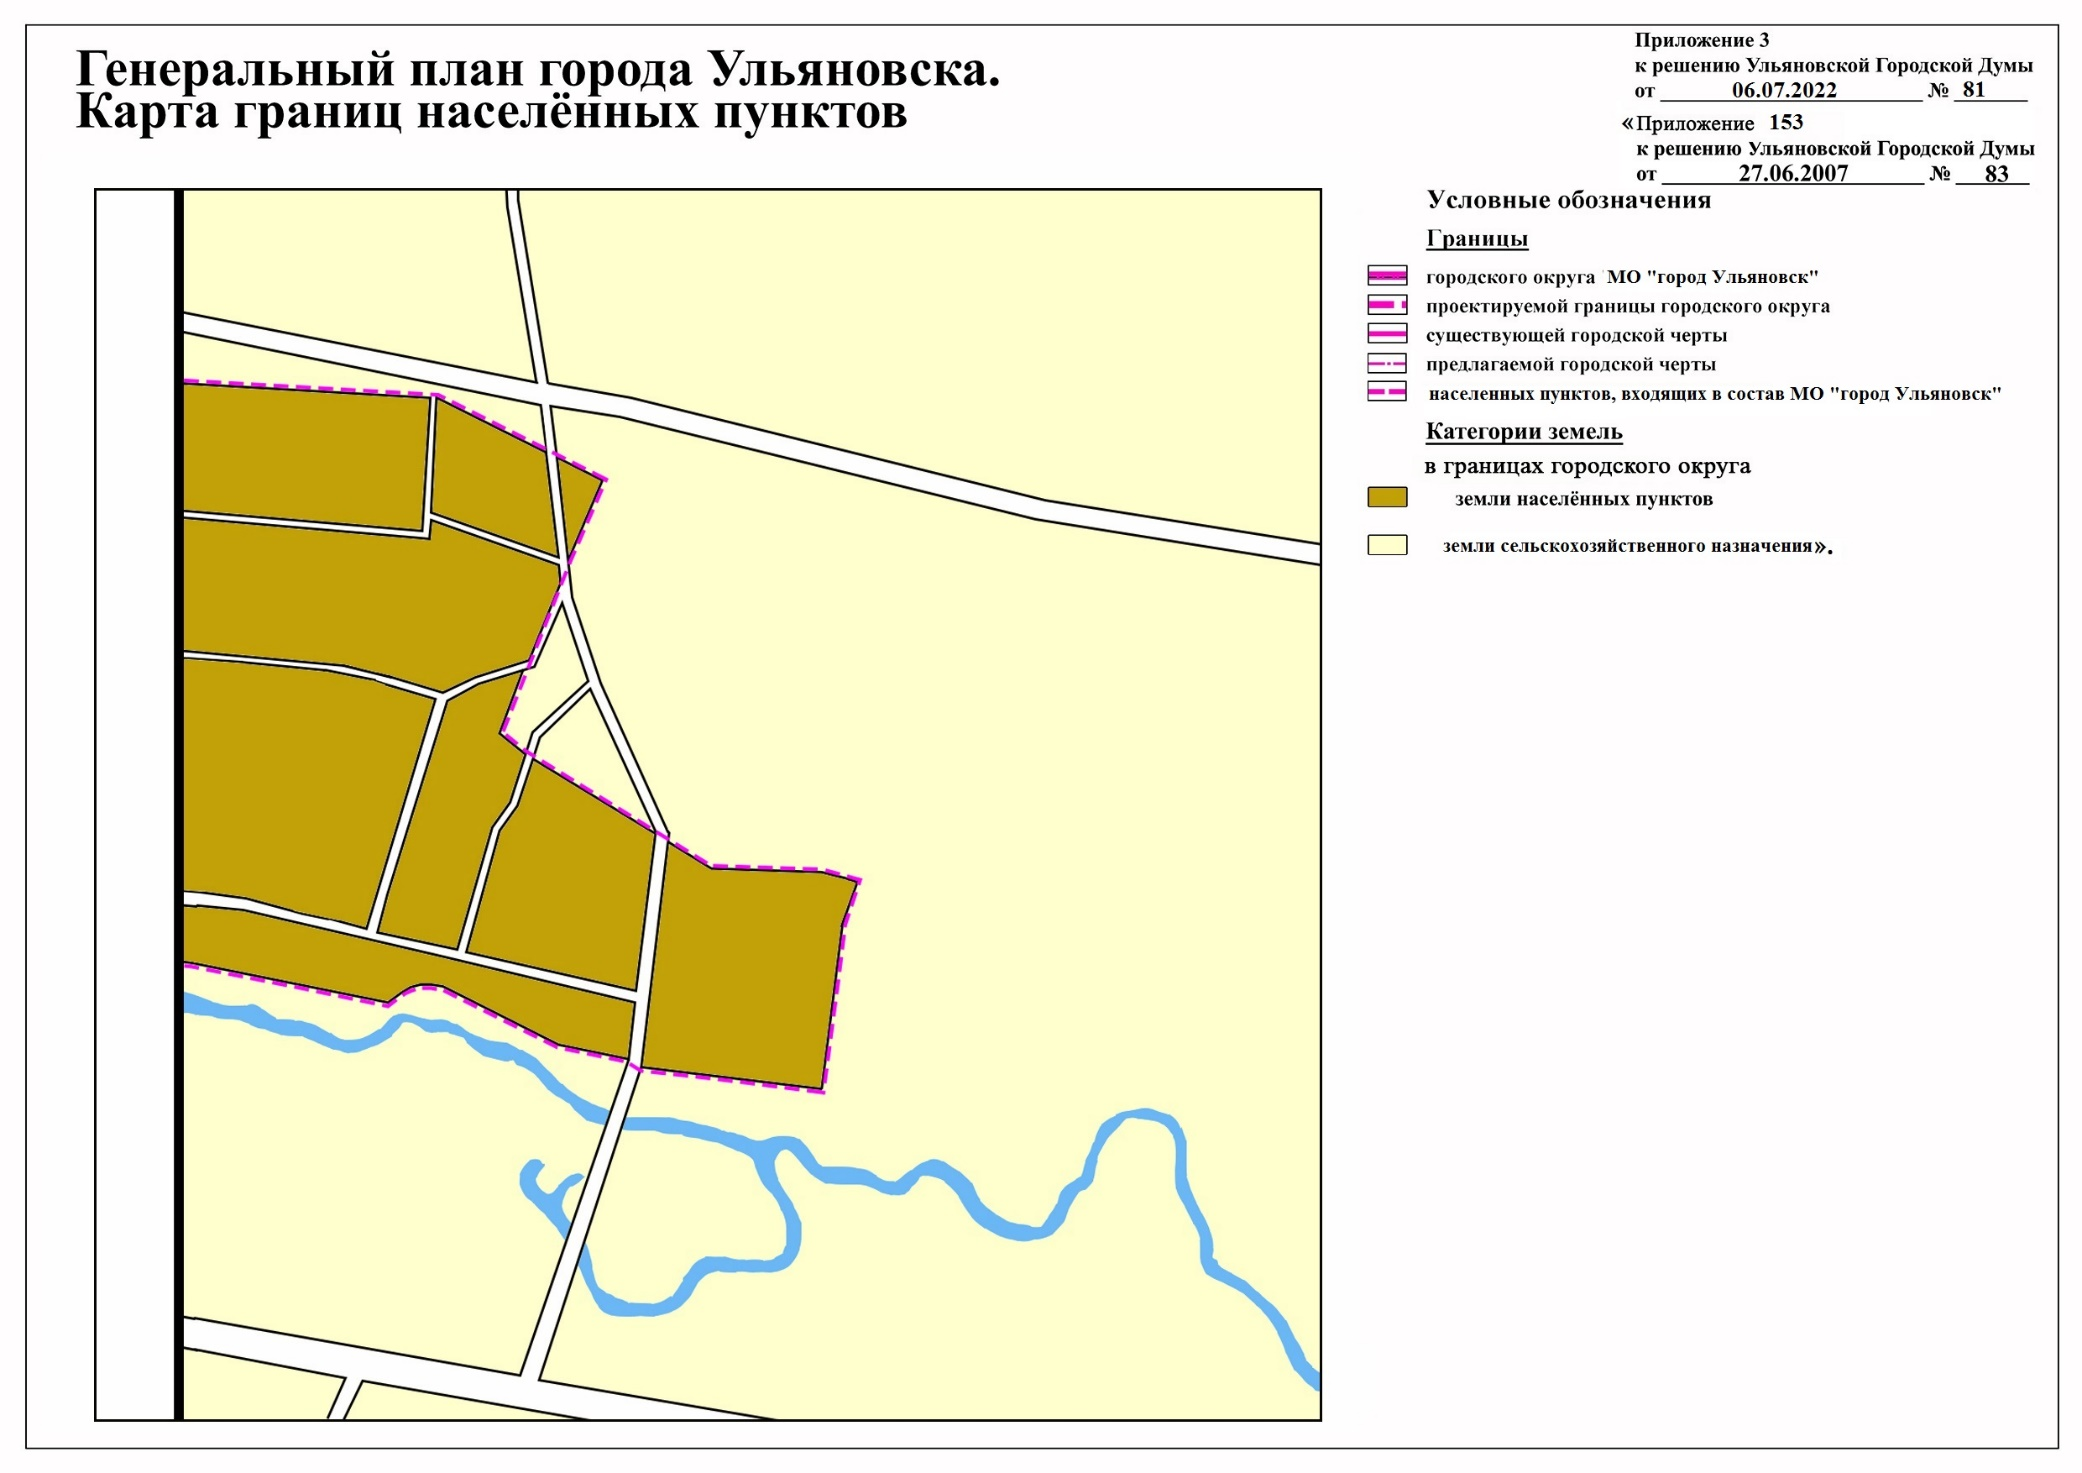 Генеральный план города Ульяновска.
Карта границ населённых пунктов
Приложение 3
к решению Ульяновской Городской Думы
от 06.07.2022 № 81
«Приложение 153
к решению Ульяновской Городской Думы
от 27.06.2007 № 83
Условные обозначения
Границы
городского округа МО "город Ульяновск"
проектируемой границы городского округа
существующей городской черты
предлагаемой городской черты
населенных пунктов, входящих в состав МО "город Ульяновск"
Категории земель
в границах городского округа
земли населённых пунктов
земли сельскохозяйственного назначения».